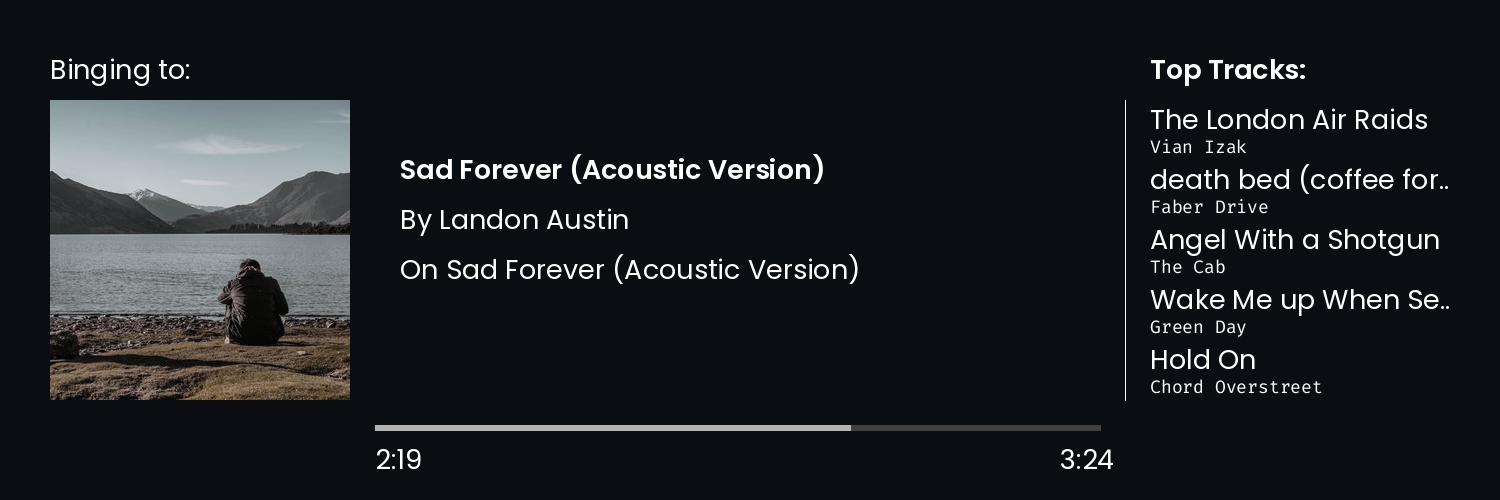 Binging to:
Sad Forever (Acoustic Version)
By Landon Austin
On Sad Forever (Acoustic Version)
2:19
3:24
Top Tracks:
The London Air Raids
Vian Izak
death bed (coffee for..
Faber Drive
Angel With a Shotgun
The Cab
Wake Me up When Se..
Green Day
Hold On
Chord Overstreet